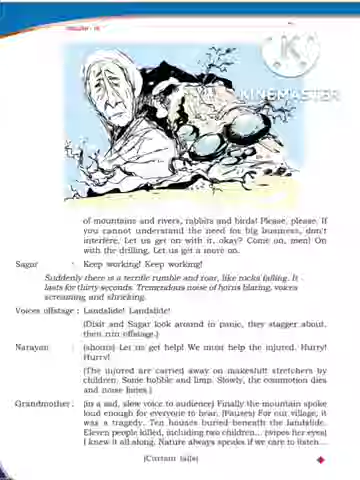 KINEMASTER
of mountains and rivers, rabbits and birds! Please, please. If
you cannot understand the need for big business, don't
interfere. Let us get on with it, okay? Come on, men! On
with the drilling. Let us get a move on.
Sagar : Keep working! Keep working!
Suddenly there is a terrific rumble and roar, like rocks falling. It
lasts for thirty seconds. Tremendous noise of horns blaring, voices
screaming and shrieking.
Voices offstage : Landslide! Landslide!
(Dixit and Sagar look around in panic, they stagger about,
then run offstage.)
Narayan : (shouts) Let us get help! We must help the injured. Hurry!
Hurry!
(The injured are carried away on makeshift stretchers by
children. Some hobble and limp. Slowly, the commotion dies
and noise fades.)
Grandmother : (in a sad, slow voice to audience) Finally the mountain spoke
loud enough for everyone to hear. (Pauses) For our village, it
was a tragedy. Ten houses buried beneath the landslide.
Eleven people killed, including two children... (wipes her eyes)
I knew it all along. Nature always speaks if we care to listen...
(Curtain falls)